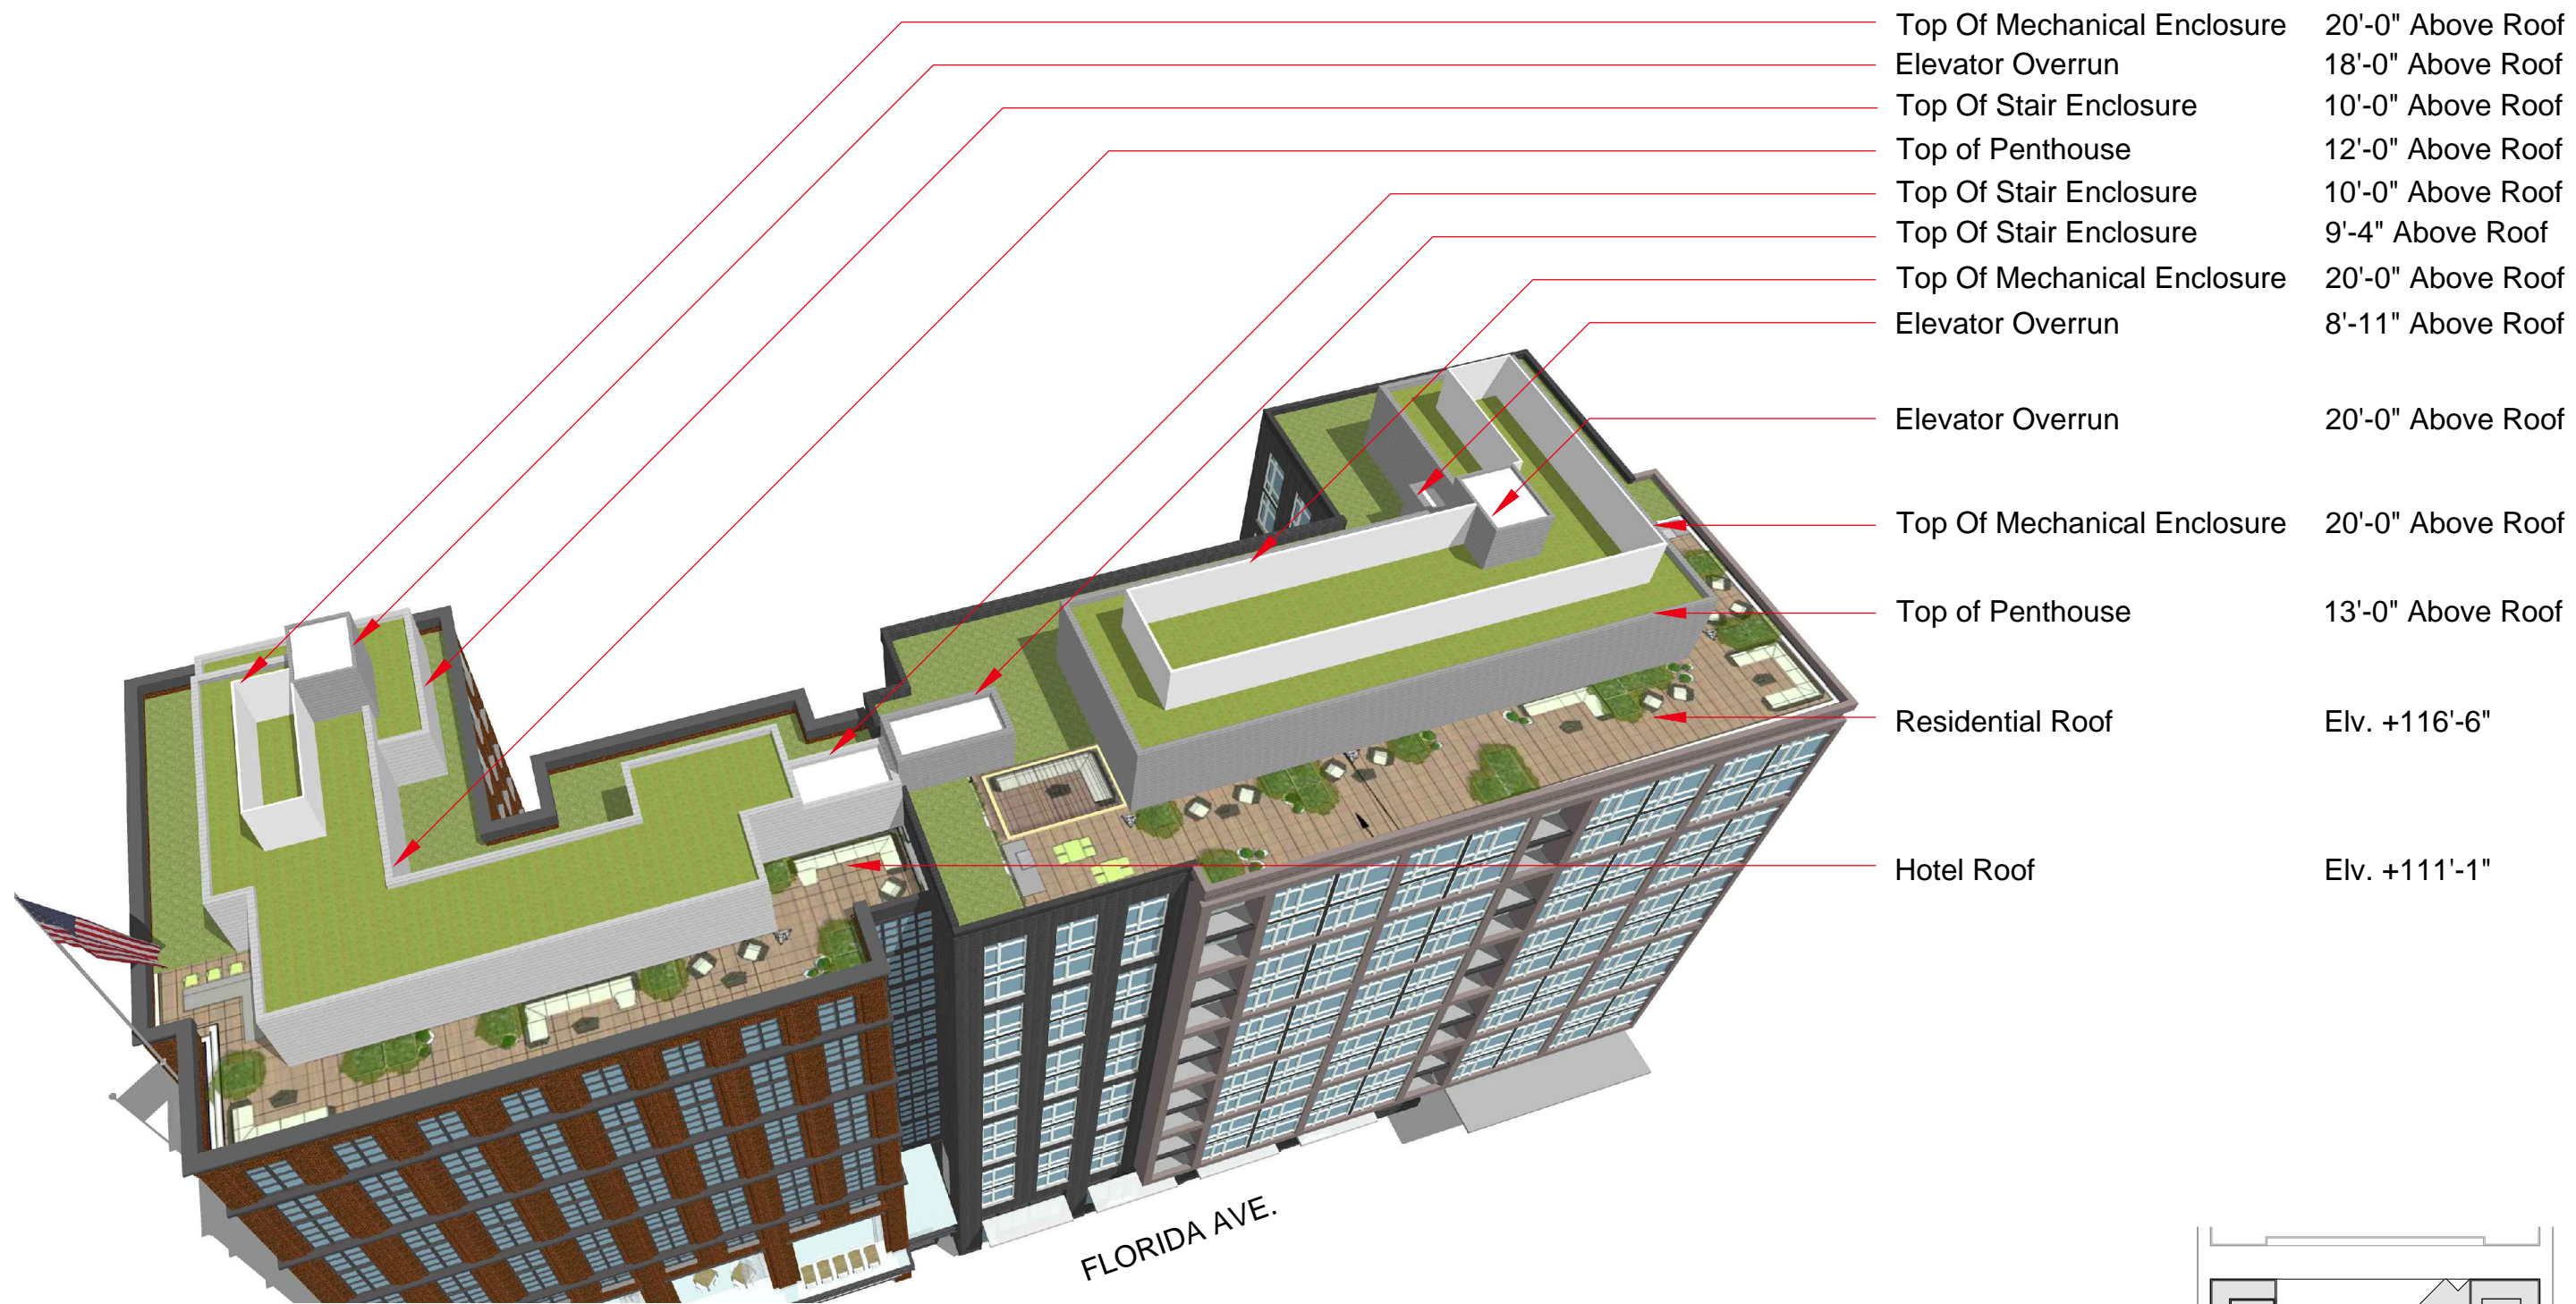 Top Of Mechanical Enclosure 20'-0" Above Roof
Elevator Overrun 18'-0" Above Roof
Top Of Stair Enclosure 10'-0" Above Roof
Top of Penthouse 12'-0" Above Roof
Top Of Stair Enclosure 10'-0" Above Roof
Top Of Stair Enclosure 9'-4" Above Roof
Top Of Mechanical Enclosure 20'-0" Above Roof
Elevator Overrun 8'-11" Above Roof
Elevator Overrun 20'-0" Above Roof
Top Of Mechanical Enclosure 20'-0" Above Roof
Top of Penthouse 13'-0" Above Roof
Residential Roof Elv. +116'-6"
Hotel Roof Elv. +111'-1"
FLORIDA AVE.